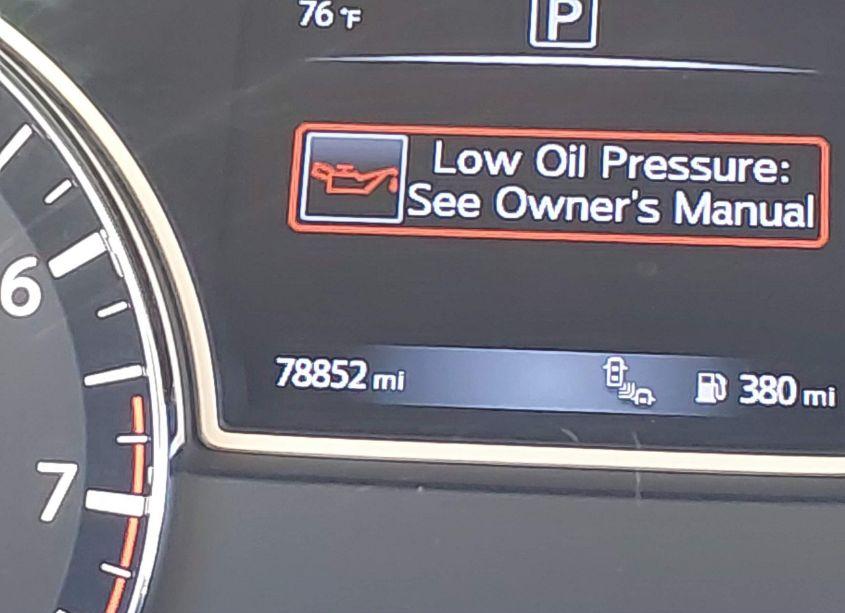 76 °F
P
Low Oil Pressure:
See Owner's Manual
6
78852 mi
380 mi
7